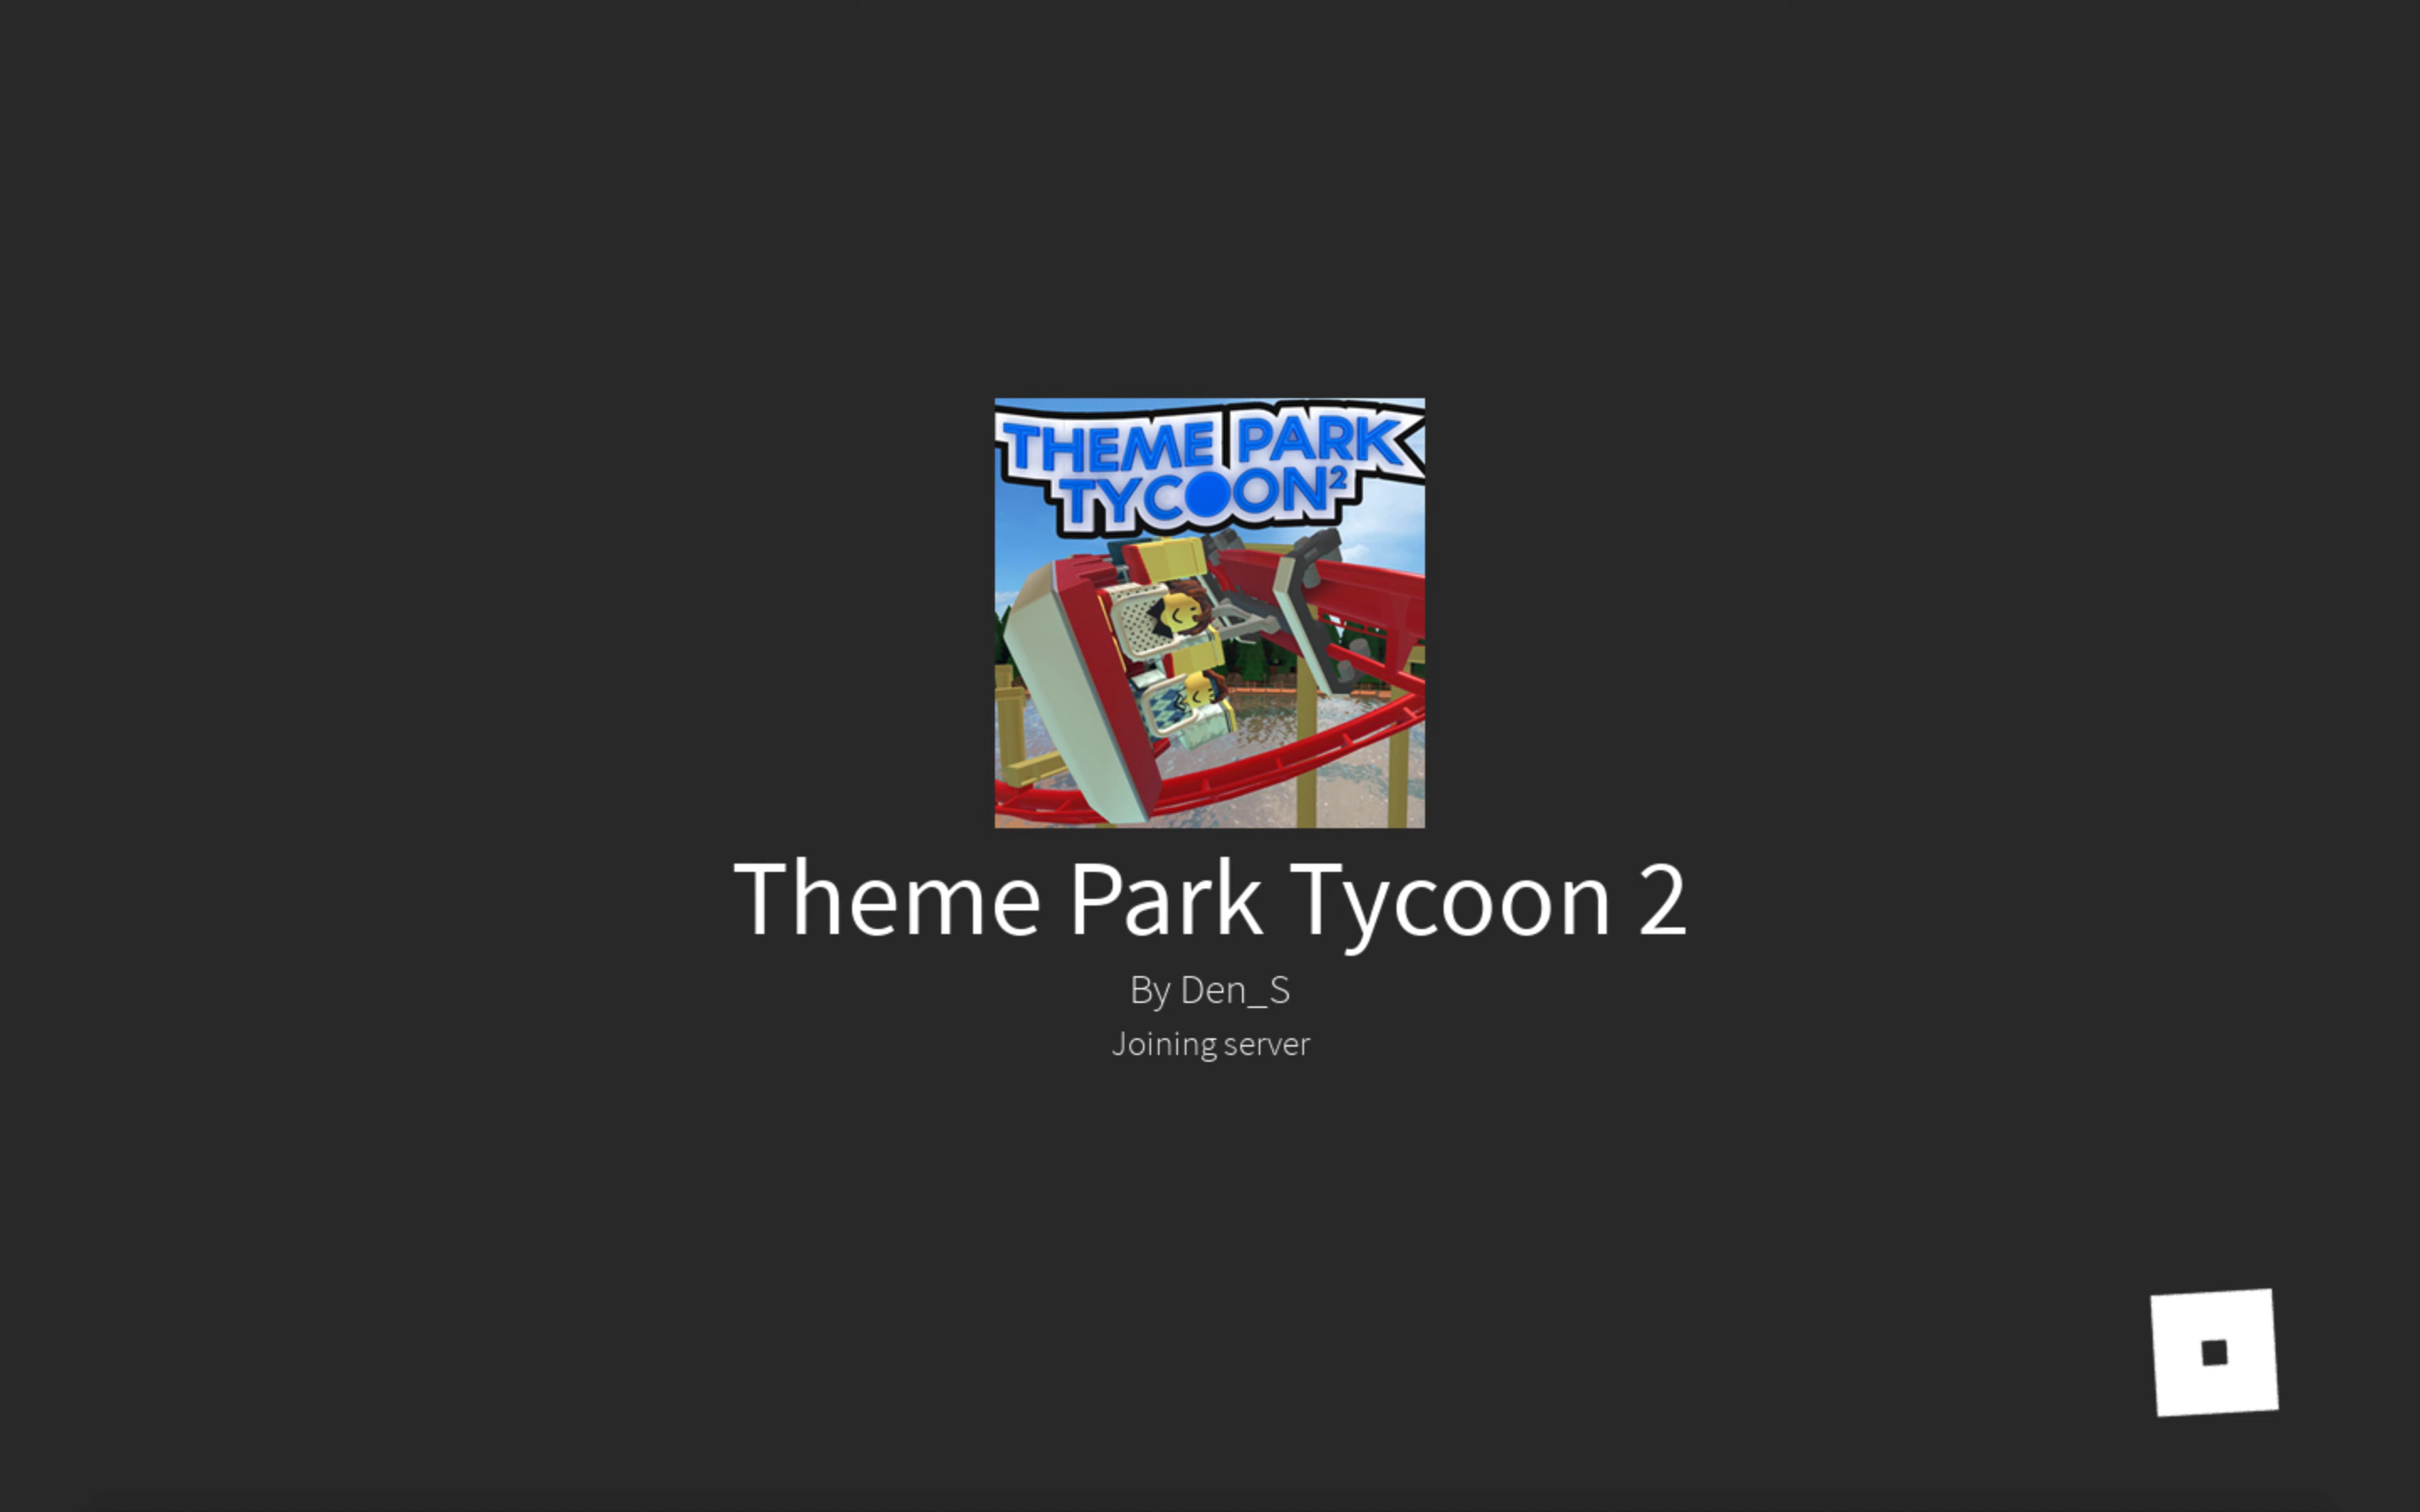 THEME PARK
TYCOON²
Theme Park Tycoon 2
By Den_S
Joining server